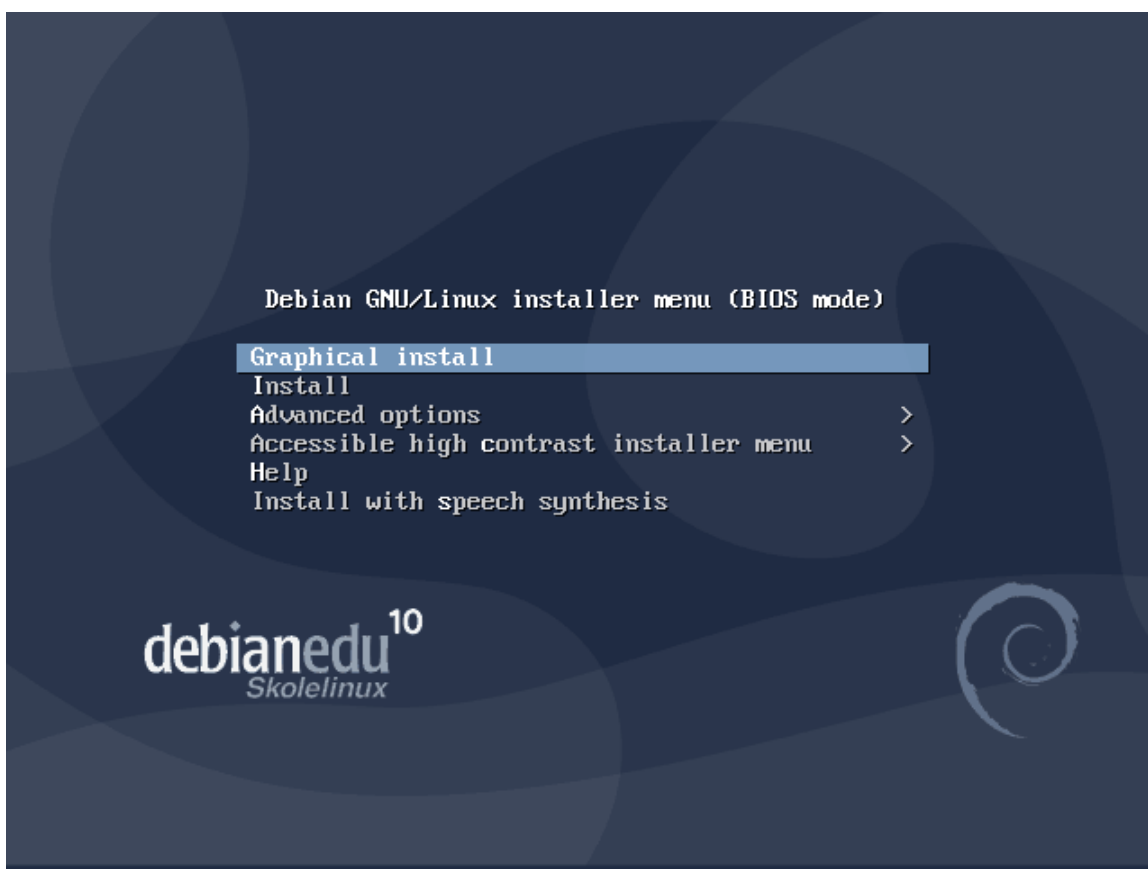 Debian GNU/Linux installer menu (BIOS mode)
Graphical install
Install
Advanced options >
Accessible high contrast installer menu >
Help
Install with speech synthesis
debianedu 10
Skolelinux